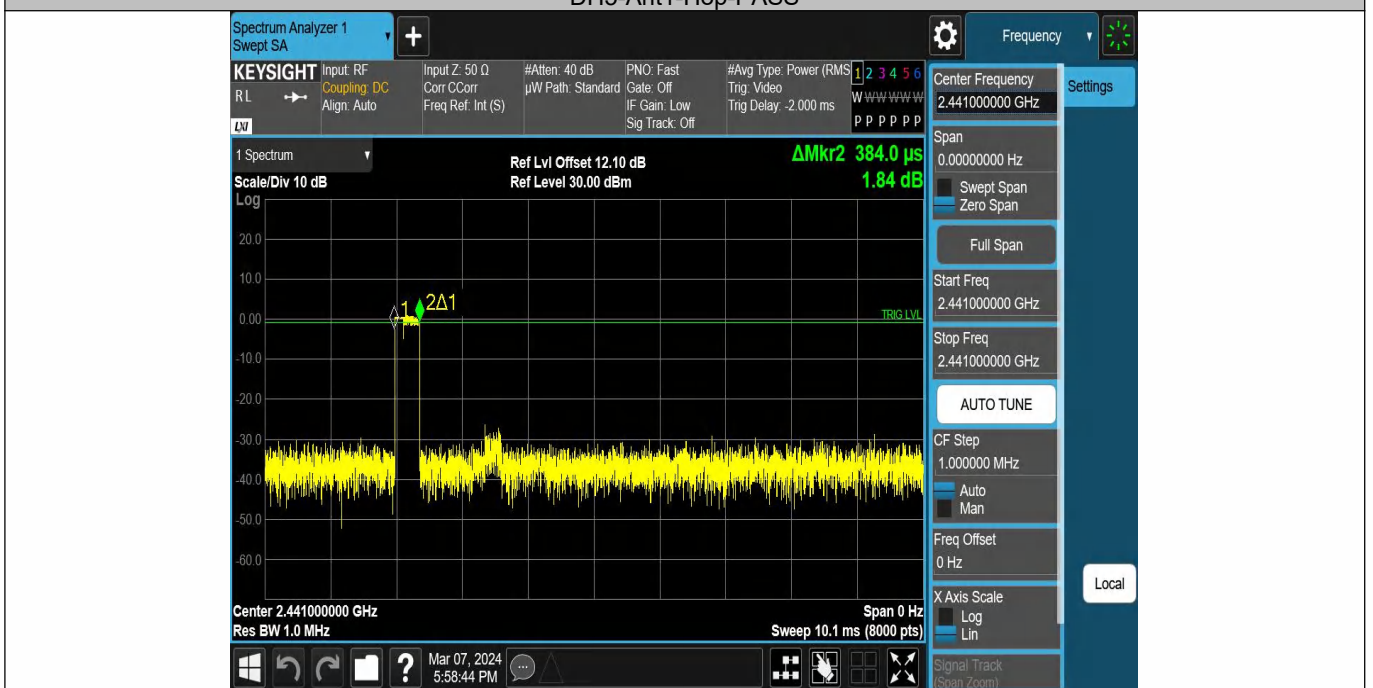 Spectrum Analyzer 1
Swept SA
+
Frequency
KEYSIGHT
RL
LXI
Input: RF
Coupling: DC
Align: Auto
Input Z: 50 Ω
Corr CCorr
Freq Ref: Int (S)
#Atten: 40 dB
µW Path: Standard
PNO: Fast
Gate: Off
IF Gain: Low
Sig Track: Off
#Avg Type: Power (RMS
Trig: Video
Trig Delay: -2.000 ms
1 2 3 4 5 6
W W W W W W
P P P P P P
1 Spectrum
Scale/Div 10 dB
Log
Ref Lvl Offset 12.10 dB
Ref Level 30.00 dBm
ΔMkr2 384.0 µs
1.84 dB
20.0
10.0
0.00
-10.0
-20.0
-30.0
-40.0
-50.0
-60.0
1
2Δ1
TRIG LVL
Center 2.441000000 GHz
Res BW 1.0 MHz
Span 0 Hz
Sweep 10.1 ms (8000 pts)
?
Mar 07, 2024
5:58:44 PM
Center Frequency
2.441000000 GHz
Span
0.00000000 Hz
Swept Span
Zero Span
Full Span
Start Freq
2.441000000 GHz
Stop Freq
2.441000000 GHz
AUTO TUNE
CF Step
1.000000 MHz
Auto
Man
Freq Offset
0 Hz
X Axis Scale
Log
Lin
Signal Track
(Span Zoom)
Settings
Local